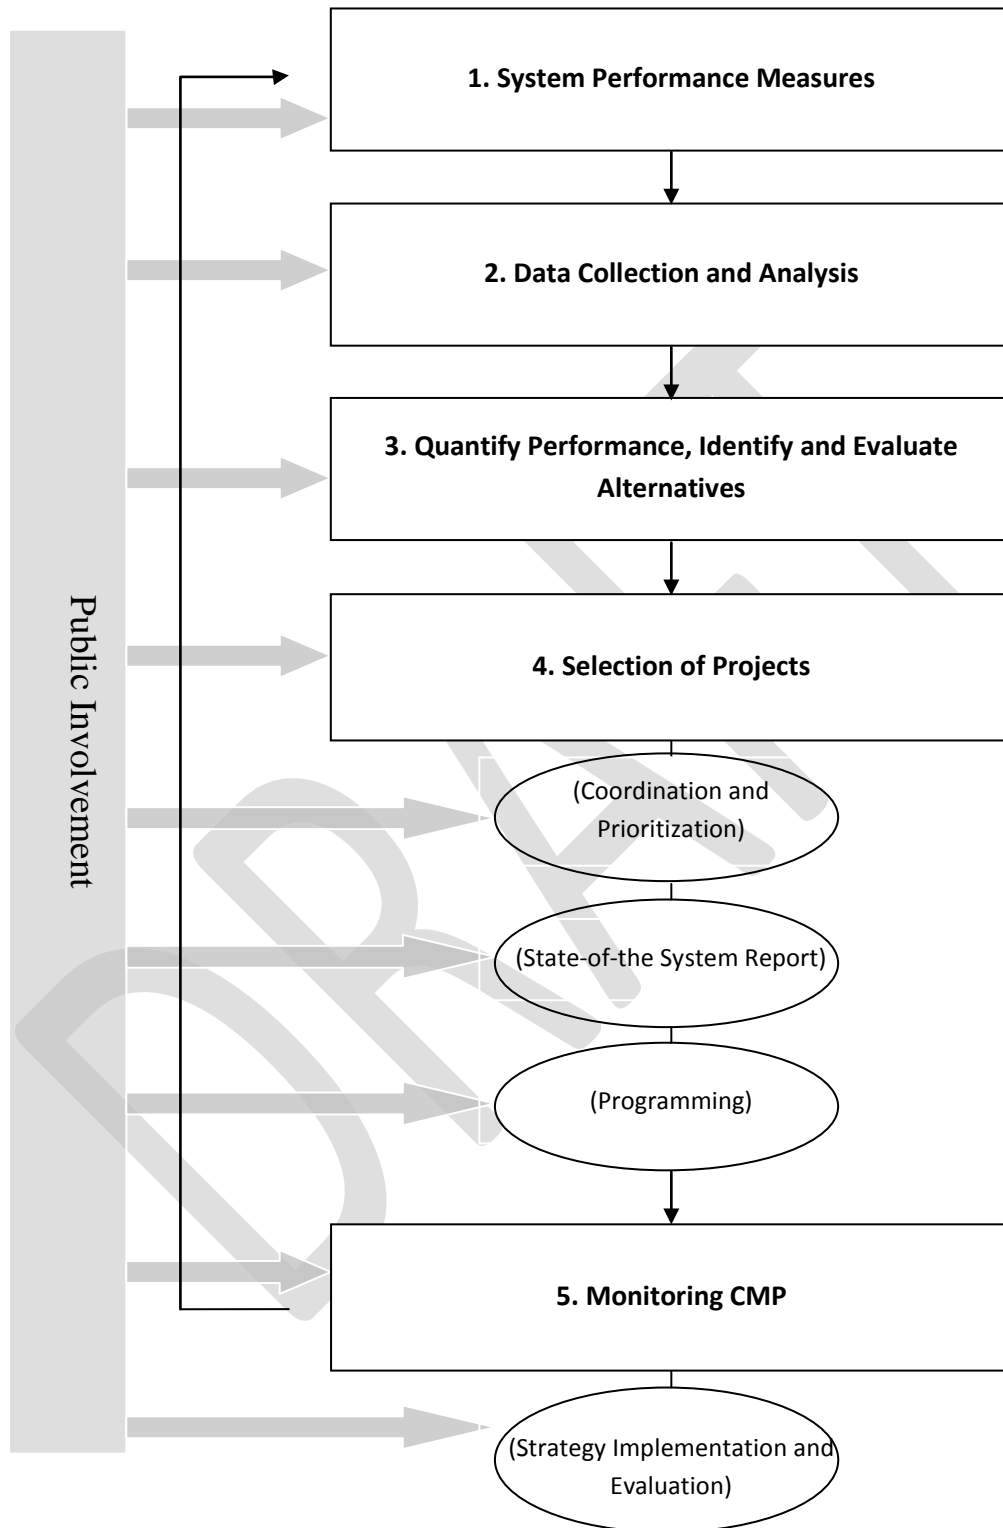 1. System Performance Measures
2. Data Collection and Analysis
3. Quantify Performance, Identify and Evaluate
Alternatives
Public Involvement
4. Selection of Projects
(Coordination and
Prioritization)
(State-of-the System Report)
(Programming)
5. Monitoring CMP
(Strategy Implementation and
Evaluation)
DRAFT